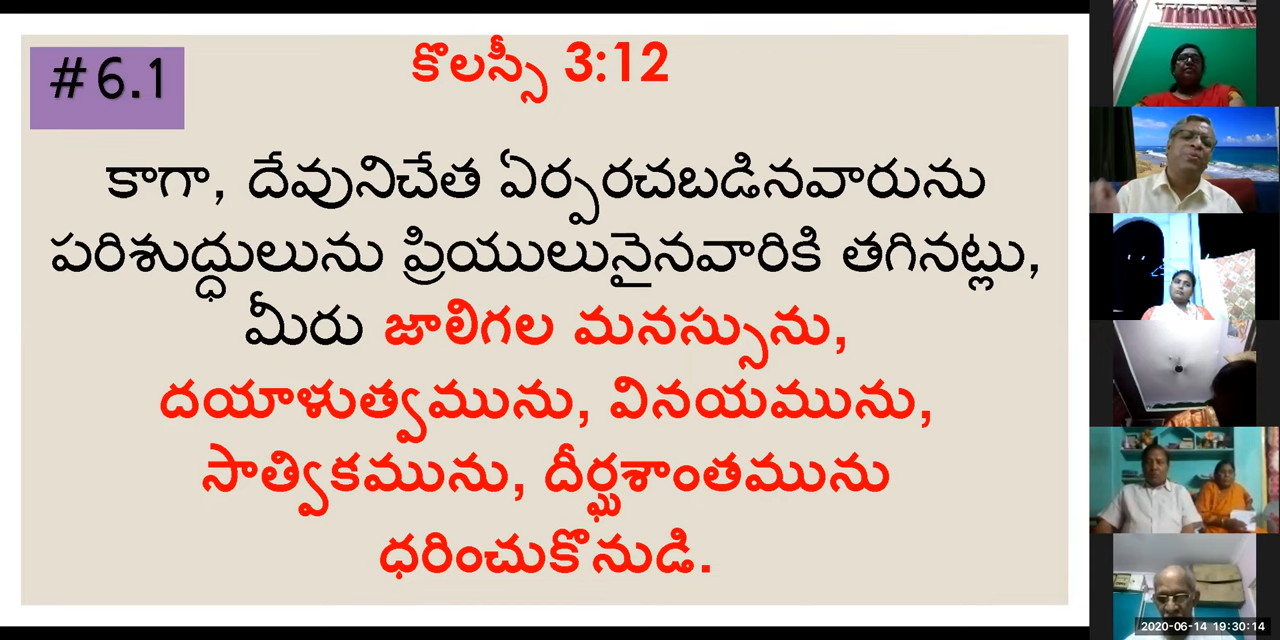 #6.1
కొలస్సీ 3:12
కాగా, దేవునిచేత ఏర్పరచబడినవారును
పరిశుద్ధులును ప్రియులునైనవారికి తగినట్లు,
మీరు జాలిగల మనస్సును,
దయాళుత్వమును, వినయమును,
సాత్వికమును, దీర్ఘశాంతమును
ధరించుకొనుడి.
2020-06-14 19:30:14